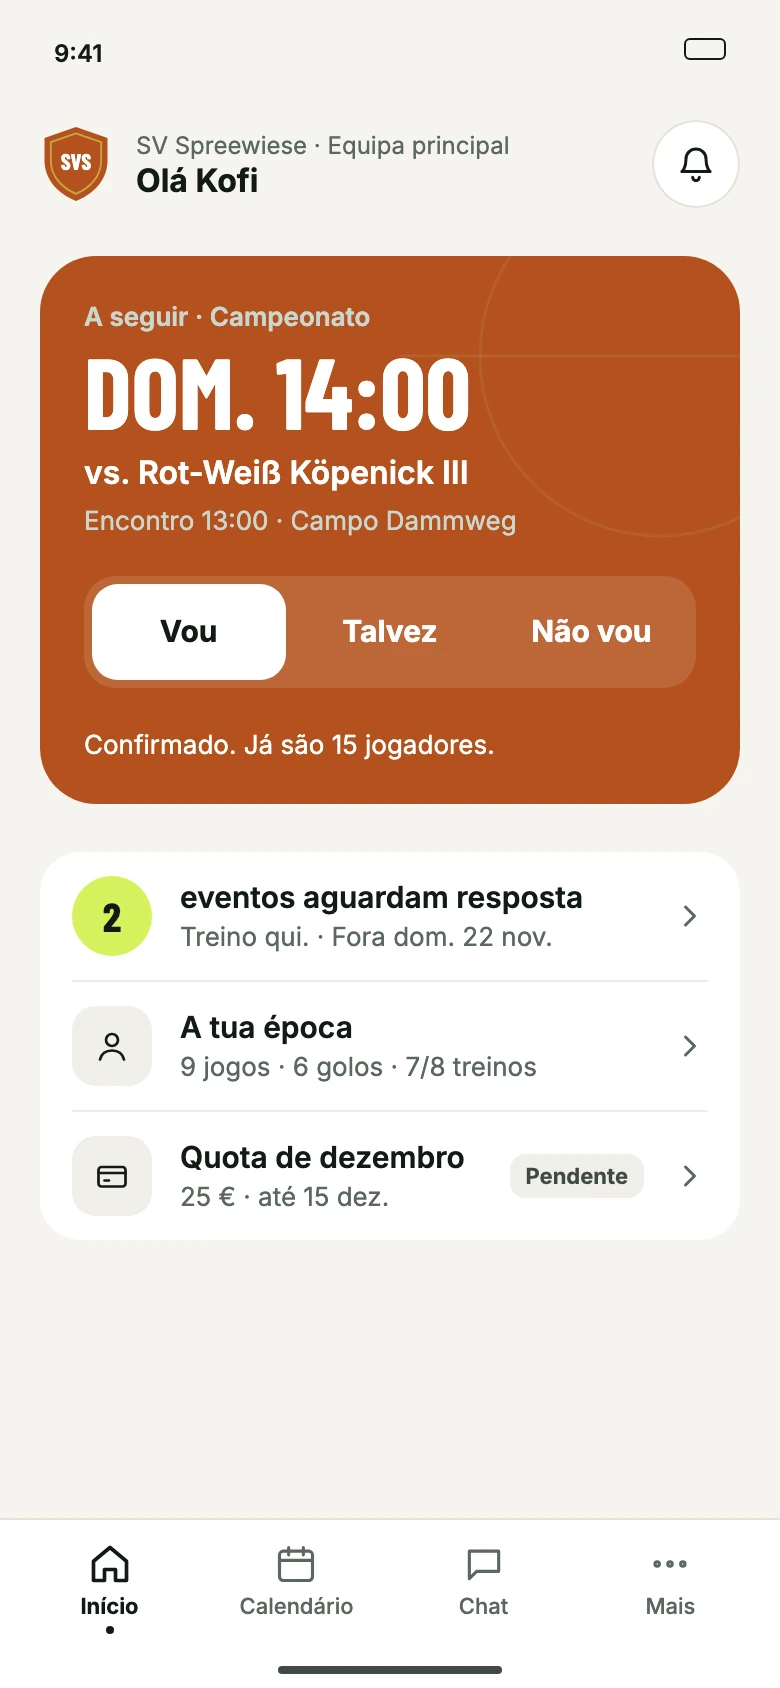 9:41
SVS
SV Spreewiese · Equipa principal
Olá Kofi
A seguir · Campeonato
DOM. 14:00
vs. Rot-Weiß Köpenick III
Encontro 13:00 · Campo Dammweg
Vou Talvez Não vou
Confirmado. Já são 15 jogadores.
2 eventos aguardam resposta
Treino qui. · Fora dom. 22 nov.
A tua época
9 jogos · 6 golos · 7/8 treinos
Quota de dezembro
25 € · até 15 dez.
Pendente
Início Calendário Chat Mais